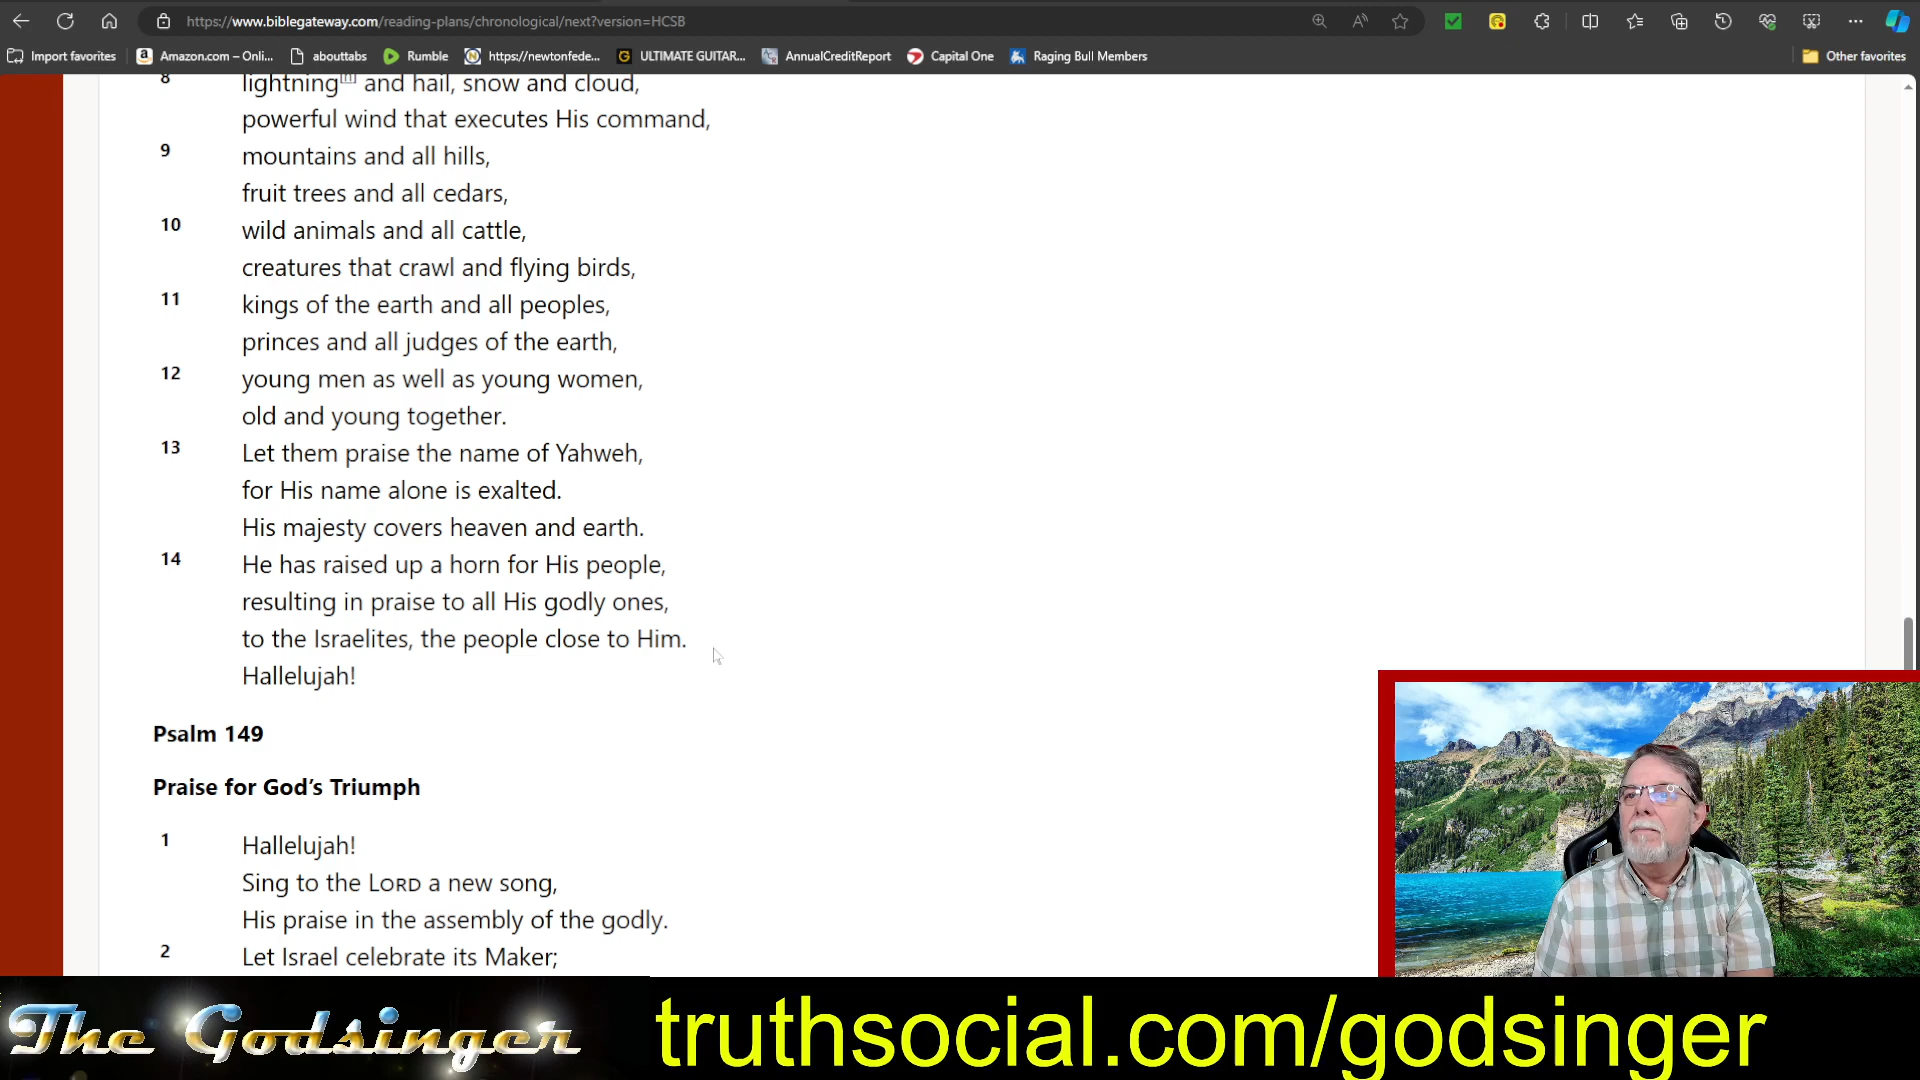 https://www.biblegateway.com/reading-plans/chronological/next?version=HCSB
Import favorites
Amazon.com – Onli...
abouttabs
Rumble
https://newtonfede...
ULTIMATE GUITAR...
AnnualCreditReport
Capital One
Raging Bull Members
Other favorites
8 lightning[h] and hail, snow and cloud,
powerful wind that executes His command,
9 mountains and all hills,
fruit trees and all cedars,
10 wild animals and all cattle,
creatures that crawl and flying birds,
11 kings of the earth and all peoples,
princes and all judges of the earth,
12 young men as well as young women,
old and young together.
13 Let them praise the name of Yahweh,
for His name alone is exalted.
His majesty covers heaven and earth.
14 He has raised up a horn for His people,
resulting in praise to all His godly ones,
to the Israelites, the people close to Him.
Hallelujah!
Psalm 149
Praise for God’s Triumph
1 Hallelujah!
Sing to the LORD a new song,
His praise in the assembly of the godly.
2 Let Israel celebrate its Maker;
The Godsinger
truthsocial.com/godsinger